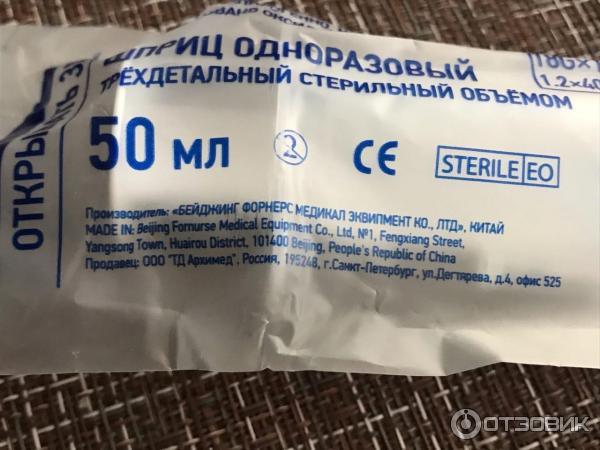 ШПРИЦ ОДНОРАЗОВЫЙ
ТРЁХДЕТАЛЬНЫЙ СТЕРИЛЬНЫЙ ОБЪЁМОМ
50 МЛ
2
CE
STERILE EO
Производитель: «БЕЙДЖИНГ ФОРНЕРС МЕДИКАЛ ЭКВИПМЕНТ КО., ЛТД», КИТАЙ
MADE IN: Beijing Fornurse Medical Equipment Co., Ltd, №1, Fengxiang Street,
Yangsong Town, Huairou District, 101400 Beijing, People's Republic of China
Продавец: ООО "ТД Архимед", Россия, 195248, г.Санкт-Петербург, ул.Дегтярева, д.4, офис 525
ОТЗОВИК